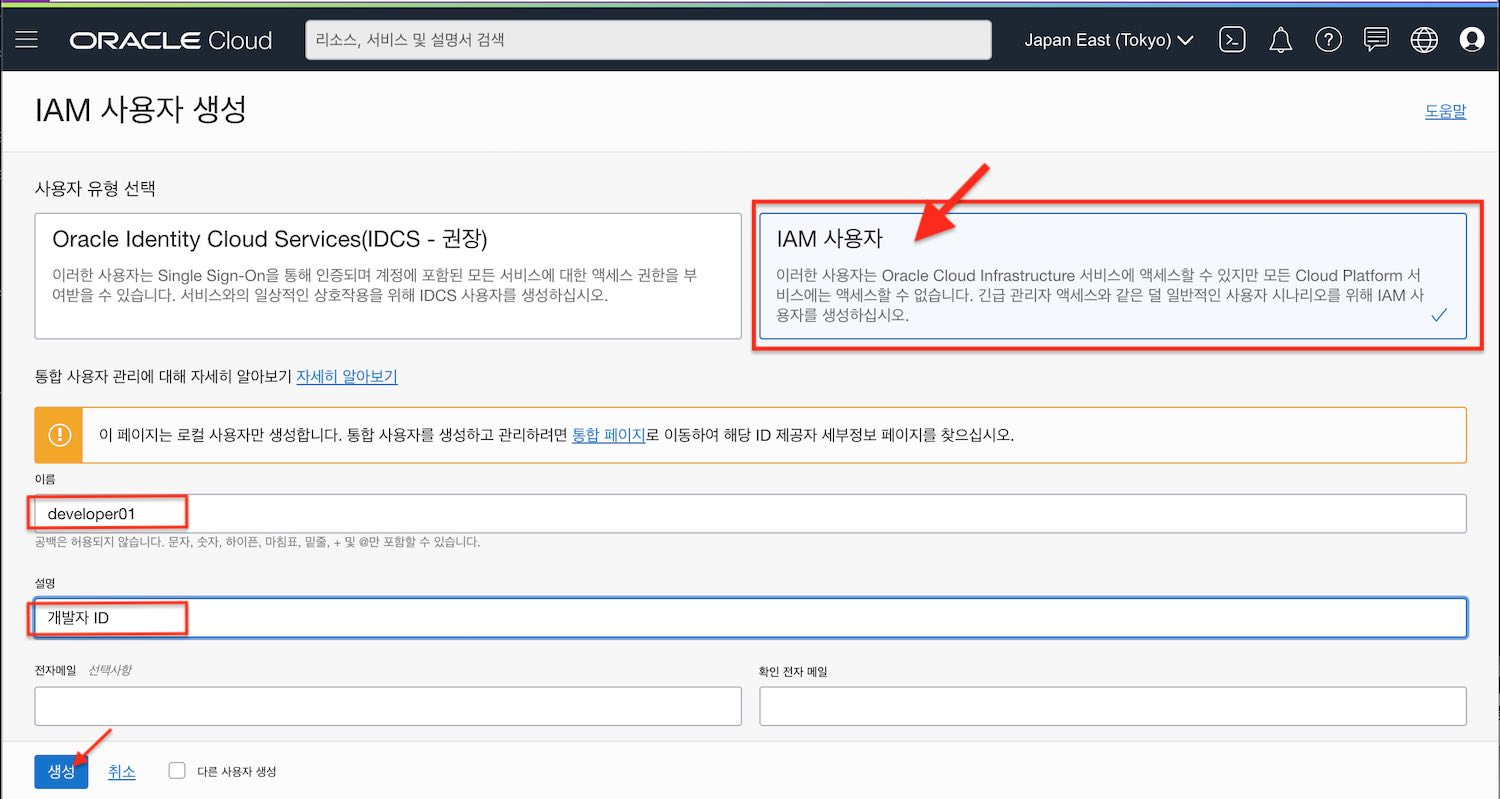 ORACLE Cloud
리소스, 서비스 및 설명서 검색
Japan East (Tokyo)
IAM 사용자 생성
도움말
사용자 유형 선택
Oracle Identity Cloud Services(IDCS - 권장)
이러한 사용자는 Single Sign-On을 통해 인증되며 계정에 포함된 모든 서비스에 대한 액세스 권한을 부
여받을 수 있습니다. 서비스와의 일상적인 상호작용을 위해 IDCS 사용자를 생성하십시오.
IAM 사용자
이러한 사용자는 Oracle Cloud Infrastructure 서비스에 액세스할 수 있지만 모든 Cloud Platform 서
비스에는 액세스할 수 없습니다. 긴급 관리자 액세스와 같은 덜 일반적인 사용자 시나리오를 위해 IAM 사
용자를 생성하십시오.
통합 사용자 관리에 대해 자세히 알아보기 자세히 알아보기
이 페이지는 로컬 사용자만 생성합니다. 통합 사용자를 생성하고 관리하려면 통합 페이지로 이동하여 해당 ID 제공자 세부정보 페이지를 찾으십시오.
이름
developer01
공백은 허용되지 않습니다. 문자, 숫자, 하이픈, 마침표, 밑줄, + 및 @만 포함할 수 있습니다.
설명
개발자 ID
전자메일 선택사항
확인 전자 메일
생성
취소
다른 사용자 생성